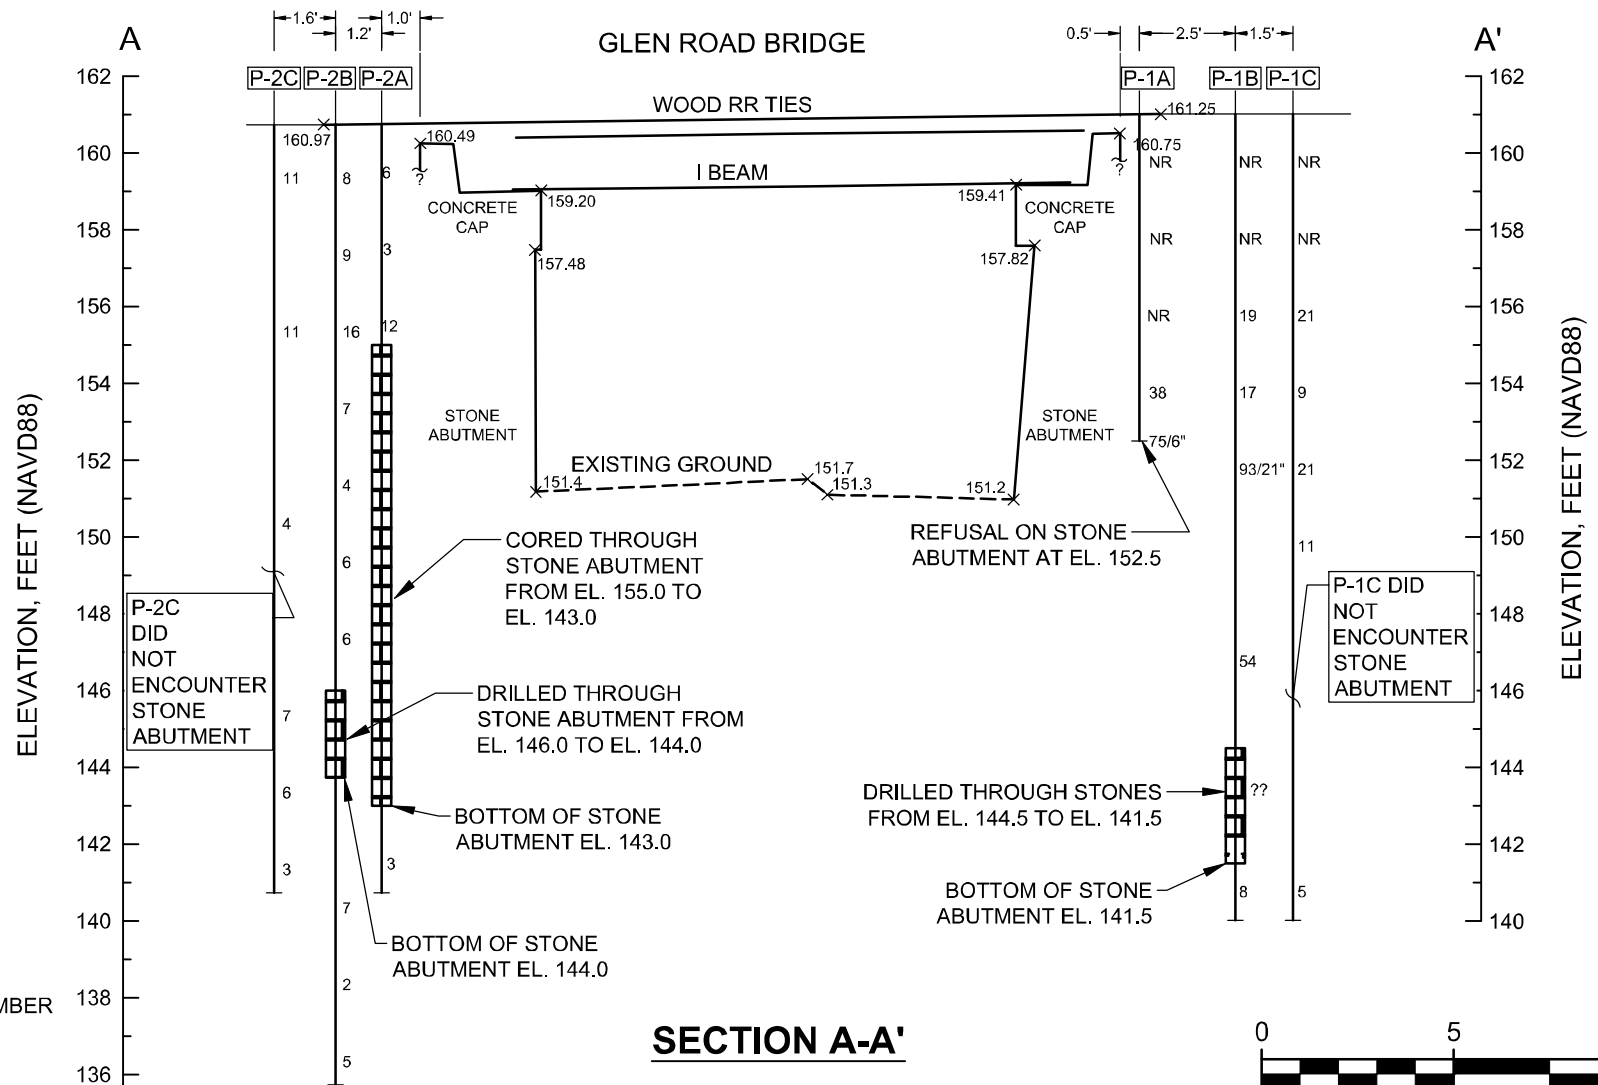 1.6'
1.2'
1.0'
A
GLEN ROAD BRIDGE
0.5'
2.5'
1.5'
A'
162
P-2C
P-2B
P-2A
P-1A
P-1B
P-1C
162
WOOD RR TIES
161.25
160.97
160.49
160.75
160
11
8
6
?
I BEAM
?
NR
NR
NR
160
CONCRETE
CAP
159.20
159.41
CONCRETE
CAP
158
9
3
157.48
157.82
NR
NR
NR
158
156
11
16
12
NR
19
21
156
154
7
STONE
ABUTMENT
STONE
ABUTMENT
38
17
9
154
75/6"
152
4
EXISTING GROUND
151.4
151.7
151.3
151.2
93/21"
21
152
ELEVATION, FEET (NAVD88)
ELEVATION, FEET (NAVD88)
150
4
6
CORED THROUGH
STONE ABUTMENT
FROM EL. 155.0 TO
EL. 143.0
REFUSAL ON STONE
ABUTMENT AT EL. 152.5
11
150
148
P-2C
DID
NOT
ENCOUNTER
STONE
ABUTMENT
6
54
P-1C DID
NOT
ENCOUNTER
STONE
ABUTMENT
148
146
7
DRILLED THROUGH
STONE ABUTMENT FROM
EL. 146.0 TO EL. 144.0
146
144
6
BOTTOM OF STONE
ABUTMENT EL. 143.0
DRILLED THROUGH STONES
FROM EL. 144.5 TO EL. 141.5
??
144
142
3
3
142
BOTTOM OF STONE
ABUTMENT EL. 141.5
8
5
140
7
140
BOTTOM OF STONE
ABUTMENT EL. 144.0
138
2
138
MBER
136
5
136
SECTION A-A'
0
5